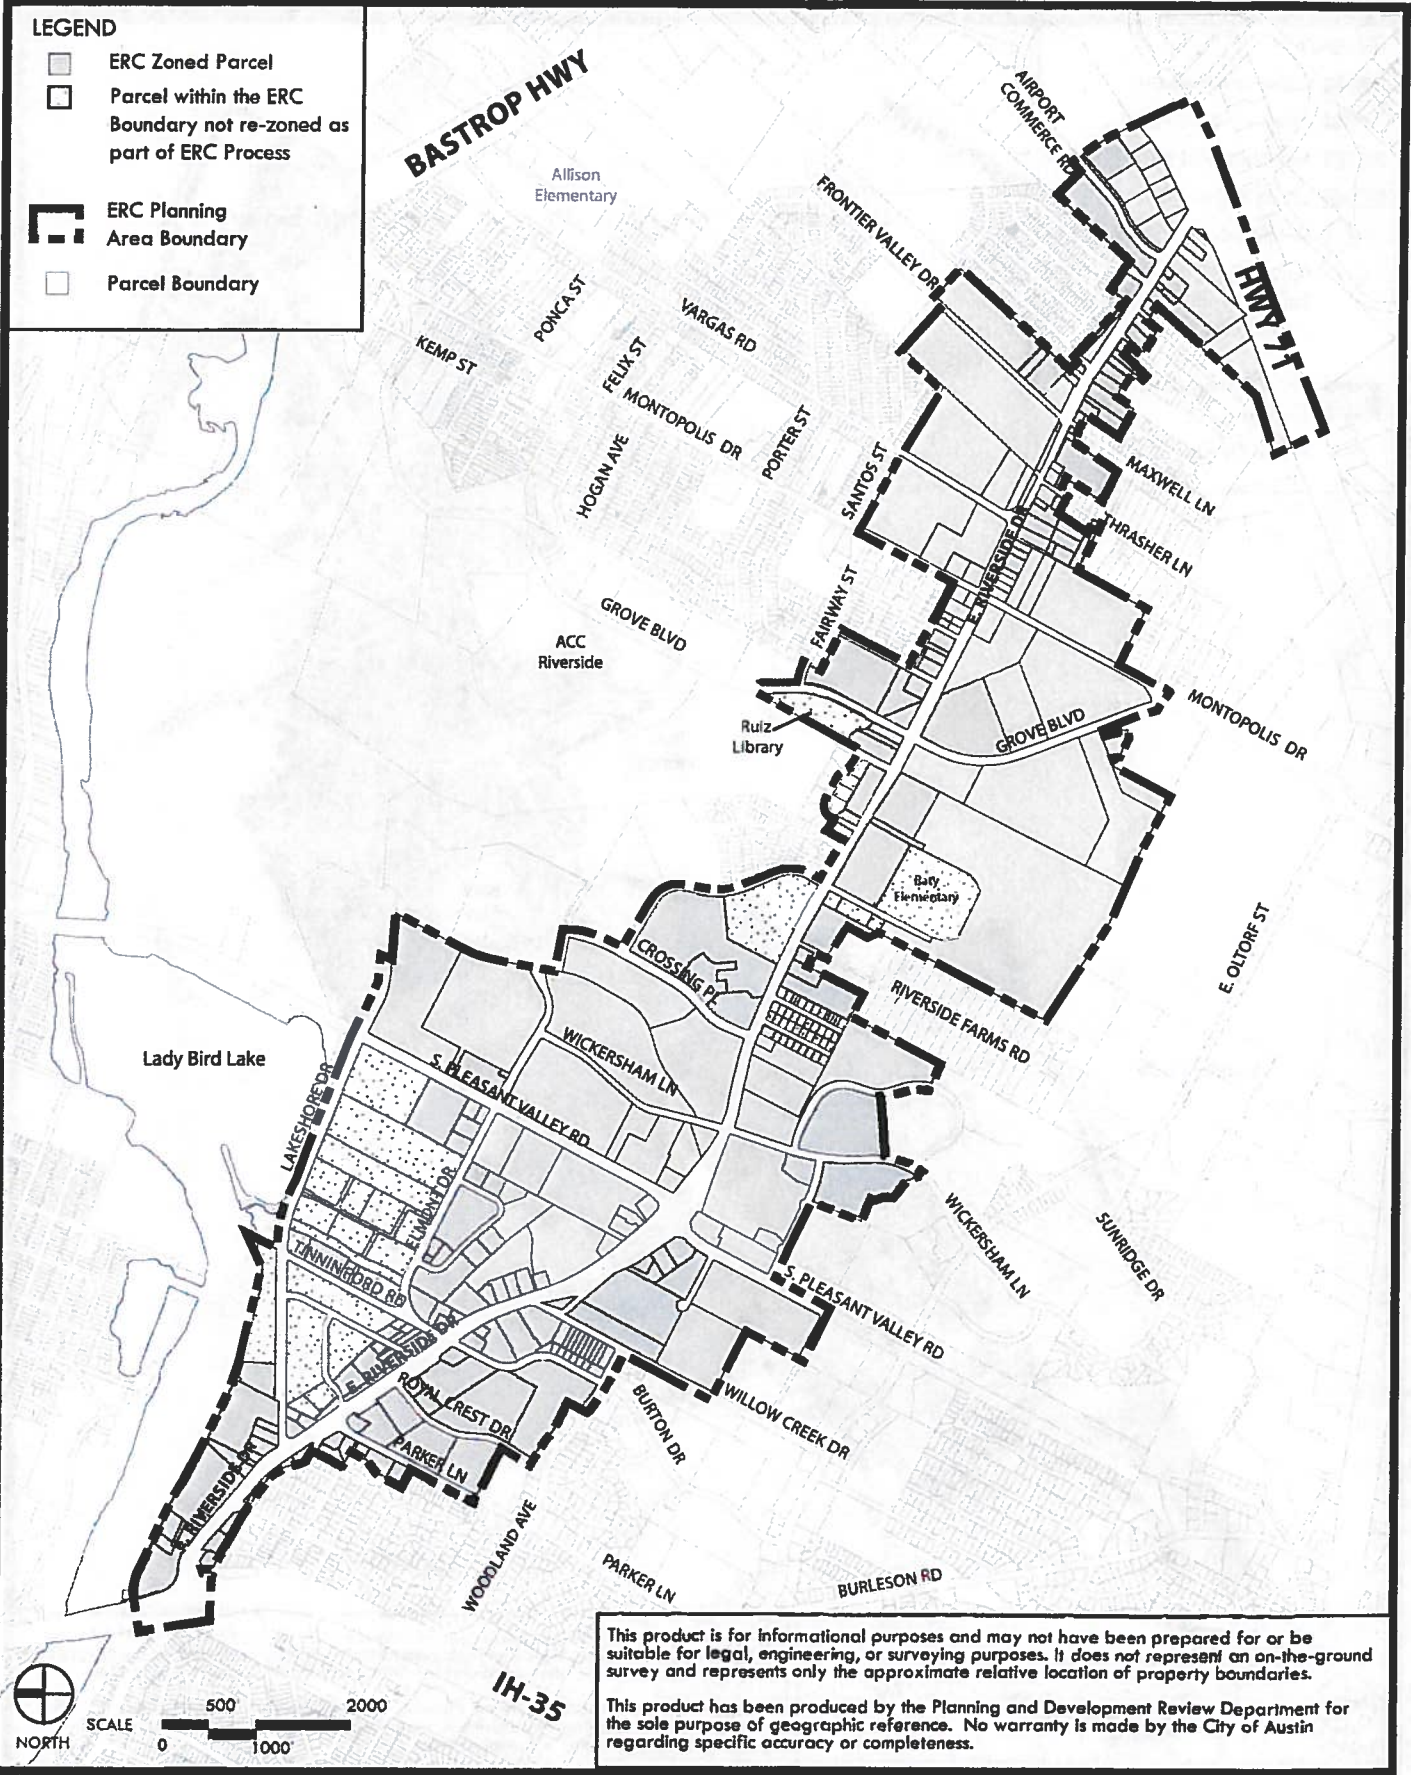 LEGEND
ERC Zoned Parcel
Parcel within the ERC
Boundary not re-zoned as
part of ERC Process
ERC Planning
Area Boundary
Parcel Boundary
BASTROP HWY
Allison
Elementary
AIRPORT
COMMERCE RD
FRONTIER VALLEY DR
HWY 71
PONCA ST
VARGAS RD
KEMP ST
FELIX ST
MONTOPOLIS DR
PORTER ST
HOGAN AVE
SANTOS ST
MAXWELL LN
THRASHER LN
E. RIVERSIDE DR
FAIRWAY ST
GROVE BLVD
ACC
Riverside
Ruiz
Library
GROVE BLVD
MONTOPOLIS DR
Baty
Elementary
E. OLTORF ST
CROSSING PL
RIVERSIDE FARMS RD
Lady Bird Lake
WICKERSHAM LN
S. PLEASANT VALLEY RD
LAKESHORE DR
ELMONT DR
TINNIN FORD RD
WICKERSHAM LN
SUNRIDGE DR
S. PLEASANT VALLEY RD
E. RIVERSIDE DR
ROYAL CREST DR
PARKER LN
BURTON DR
WILLOW CREEK DR
E. RIVERSIDE DR
WOODLAND AVE
PARKER LN
BURLESON RD
IH-35
NORTH
SCALE
500'
2000
0
1000'
This product is for informational purposes and may not have been prepared for or be
suitable for legal, engineering, or surveying purposes. It does not represent an on-the-ground
survey and represents only the approximate relative location of property boundaries.
This product has been produced by the Planning and Development Review Department for
the sole purpose of geographic reference. No warranty is made by the City of Austin
regarding specific accuracy or completeness.